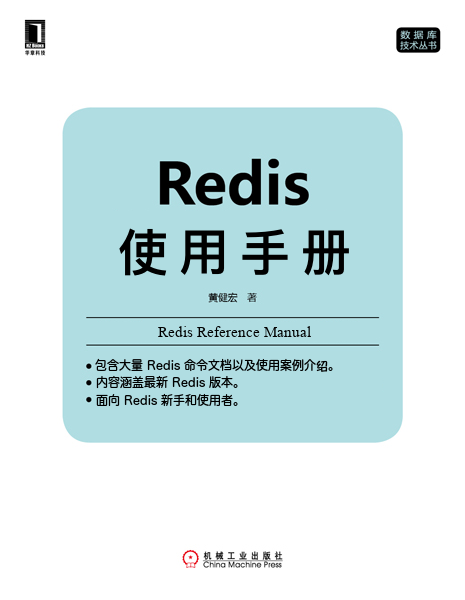 HZ Books
华章科技
数据库
技术丛书
Redis
使用手册
黄健宏 著
Redis Reference Manual
● 包含大量 Redis 命令文档以及使用案例介绍。
● 内容涵盖最新 Redis 版本。
● 面向 Redis 新手和使用者。
机械工业出版社
China Machine Press